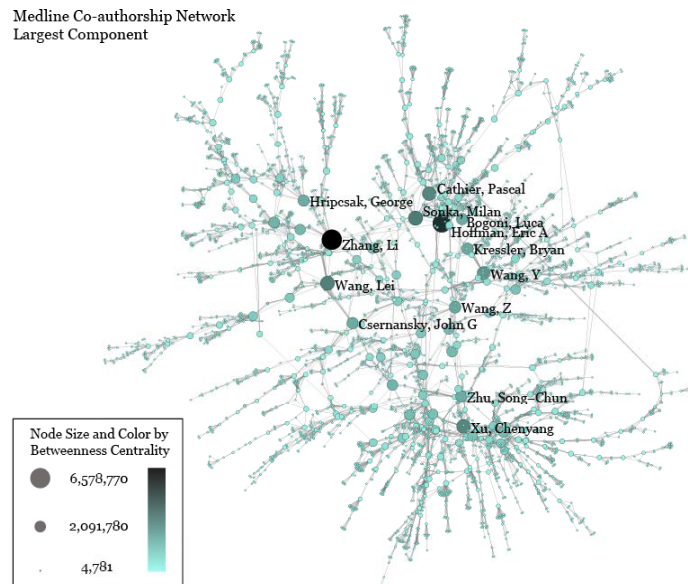 Medline Co-authorship Network
Largest Component
Cathier, Pascal
Hripcsak, George
Sonka, Milan
Bogoni, Luca
Hoffman, Eric A
Zhang, Li
Kressler, Bryan
Wang, Y
Wang, Lei
Wang, Z
Csernansky, John G
Zhu, Song-Chun
Xu, Chenyang
Node Size and Color by
Betweenness Centrality
6,578,770
2,091,780
4,781